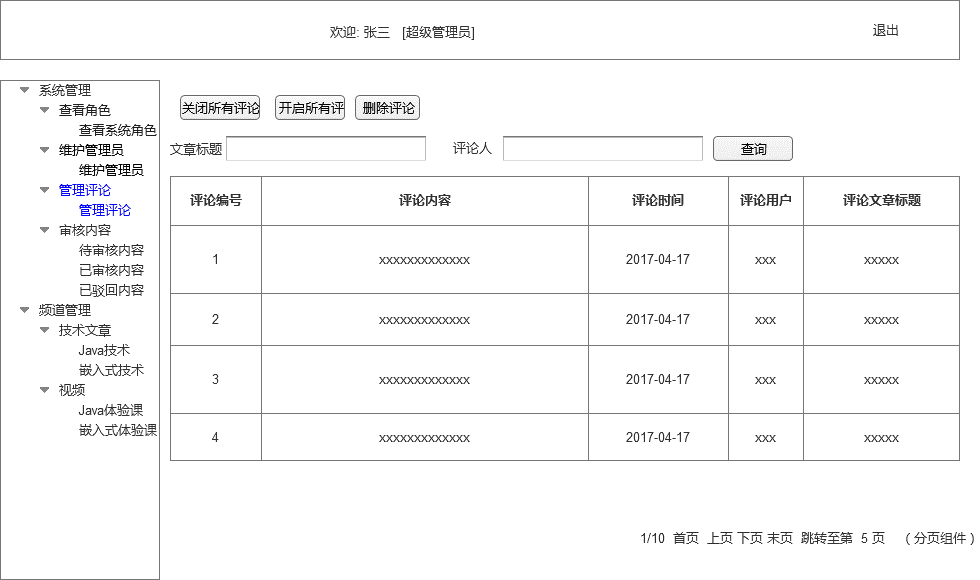 欢迎: 张三 [超级管理员] 退出
系统管理
查看角色
查看系统角色
维护管理员
维护管理员
管理评论
管理评论
审核内容
待审核内容
已审核内容
已驳回内容
频道管理
技术文章
Java技术
嵌入式技术
视频
Java体验课
嵌入式体验课
关闭所有评论 开启所有评 删除评论
文章标题 评论人 查询
评论编号 评论内容 评论时间 评论用户 评论文章标题
1 xxxxxxxxxxxxx 2017-04-17 xxx xxxxx
2 xxxxxxxxxxxxx 2017-04-17 xxx xxxxx
3 xxxxxxxxxxxxx 2017-04-17 xxx xxxxx
4 xxxxxxxxxxxxx 2017-04-17 xxx xxxxx
1/10 首页 上页 下页 末页 跳转至第 5 页 ( 分页组件 )